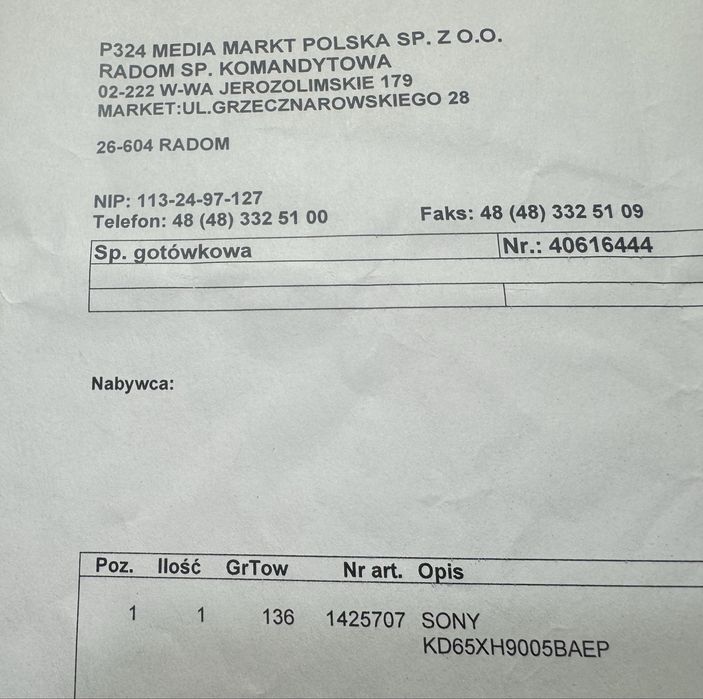 P324 MEDIA MARKT POLSKA SP. Z O.O.
RADOM SP. KOMANDYTOWA
02-222 W-WA JEROZOLIMSKIE 179
MARKET:UL.GRZECZNAROWSKIEGO 28
26-604 RADOM
NIP: 113-24-97-127
Telefon: 48 (48) 332 51 00 Faks: 48 (48) 332 51 09
Sp. gotówkowa Nr.: 40616444
Nabywca:
Poz. Ilość GrTow Nr art. Opis
1 1 136 1425707 SONY
KD65XH9005BAEP